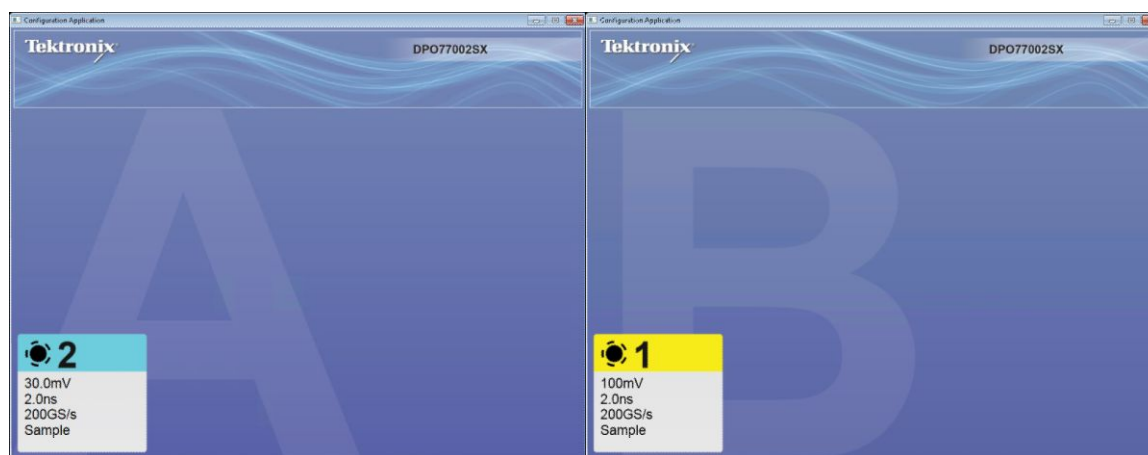 Configuration Application
Tektronix
DPO77002SX
A
2
30.0mV
2.0ns
200GS/s
Sample
Configuration Application
Tektronix
DPO77002SX
B
1
100mV
2.0ns
200GS/s
Sample